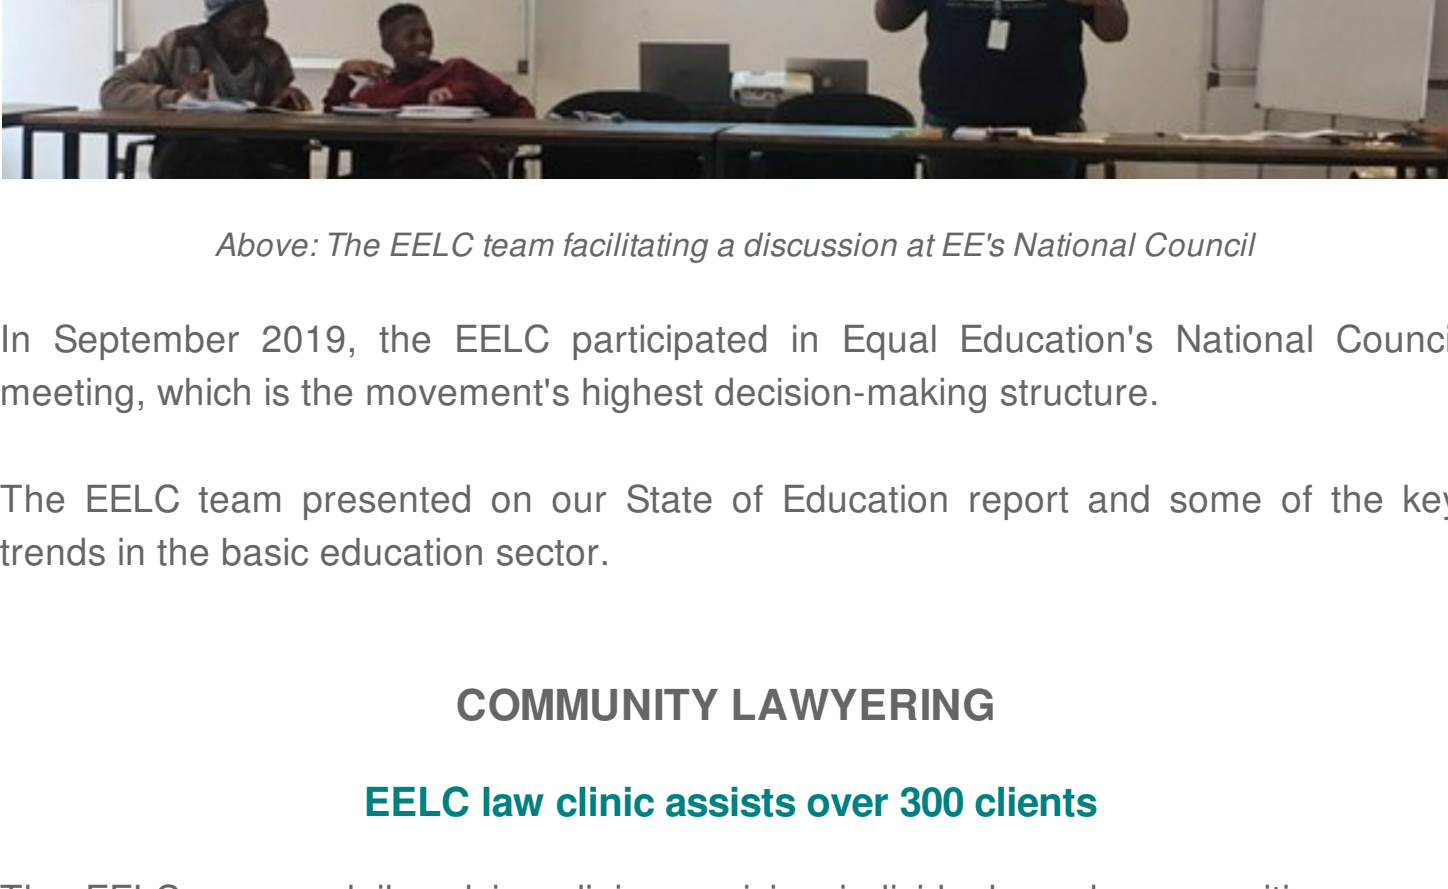 Above: The EELC team facilitating a discussion at EE's National Council
In September 2019, the EELC participated in Equal Education's National Counci
meeting, which is the movement's highest decision-making structure.
The EELC team presented on our State of Education report and some of the key
trends in the basic education sector.
COMMUNITY LAWYERING
EELC law clinic assists over 300 clients